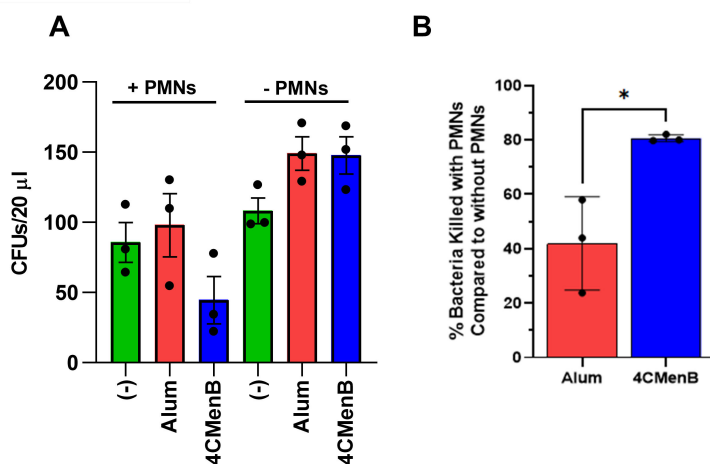 A
+ PMNs
- PMNs
CFUs/20 μl
200
150
100
50
0
(-)
Alum
4CMenB
(-)
Alum
4CMenB
B
% Bacteria Killed with PMNs
Compared to without PMNs
100
80
60
40
20
0
*
Alum
4CMenB